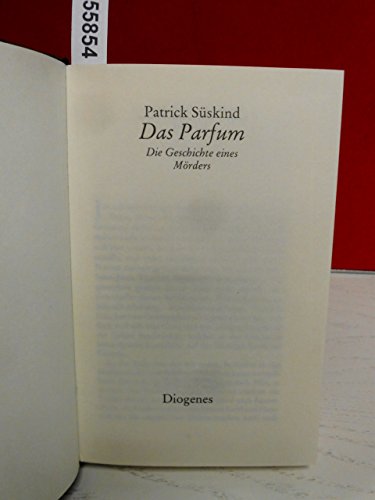 55854
Patrick Süskind
Das Parfum
Die Geschichte eines
Mörders
Diogenes